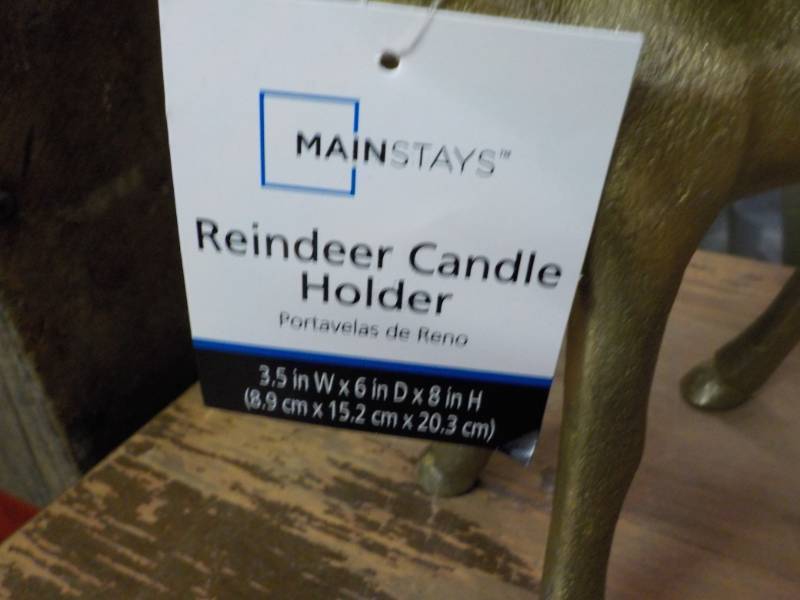 MAINSTAYS™
Reindeer Candle
Holder
Portavelas de Reno
3.5 in W x 6 in D x 8 in H
(8.9 cm x 15.2 cm x 20.3 cm)